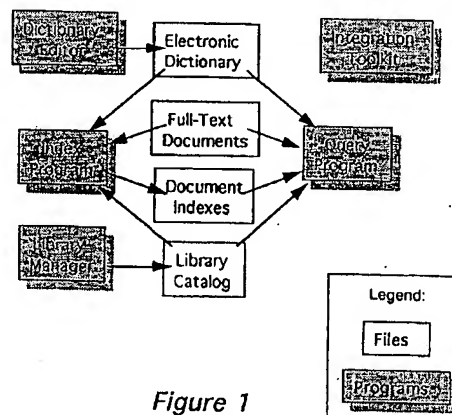 Dictionary
Editor
Electronic
Dictionary
Integration
Toolkit
Full-Text
Documents
Index
Program
Query
Program
Document
Indexes
Library
Manager
Library
Catalog
Legend:
Files
Programs
Figure 1